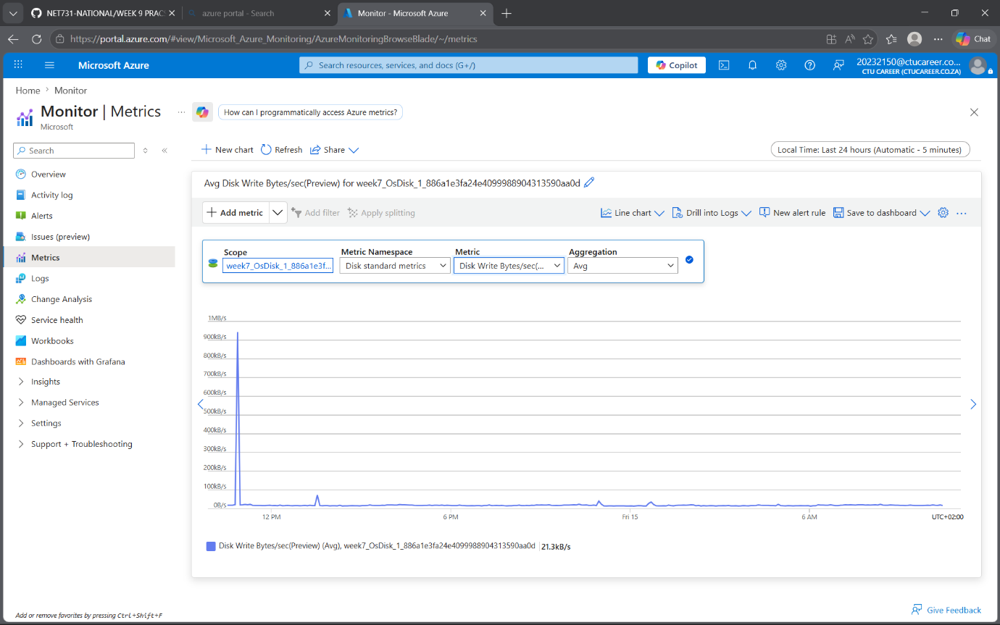 NET731-NATIONAL/WEEK 9 PRAC
azure portal - Search
Monitor - Microsoft Azure
https://portal.azure.com/#view/Microsoft_Azure_Monitoring/AzureMonitoringBrowseBlade/~/metrics
Chat
Microsoft Azure
Search resources, services, and docs (G+/)
Copilot
20232150@ctucareer.co...
CTU CAREER (CTUCAREER.CO.ZA)
Home > Monitor
Monitor | Metrics ...
Microsoft
How can I programmatically access Azure metrics?
Search
New chart
Refresh
Share
Local Time: Last 24 hours (Automatic - 5 minutes)
Overview
Activity log
Alerts
Issues (preview)
Metrics
Logs
Change Analysis
Service health
Workbooks
Dashboards with Grafana
Insights
Managed Services
Settings
Support + Troubleshooting
Avg Disk Write Bytes/sec(Preview) for week7_OsDisk_1_886a1e3fa24e4099988904313590aa0d
Add metric
Add filter
Apply splitting
Line chart
Drill into Logs
New alert rule
Save to dashboard
Scope
week7_OsDisk_1_886a1e3f...
Metric Namespace
Disk standard metrics
Metric
Disk Write Bytes/sec(...
Aggregation
Avg
1MB/s
900kB/s
800kB/s
700kB/s
600kB/s
500kB/s
400kB/s
300kB/s
200kB/s
100kB/s
0B/s
12 PM
6 PM
Fri 15
6 AM
UTC+02:00
Disk Write Bytes/sec(Preview) (Avg), week7_OsDisk_1_886a1e3fa24e4099988904313590aa0d | 21.3kB/s
Add or remove favorites by pressing Ctrl+Shift+F
Give Feedback